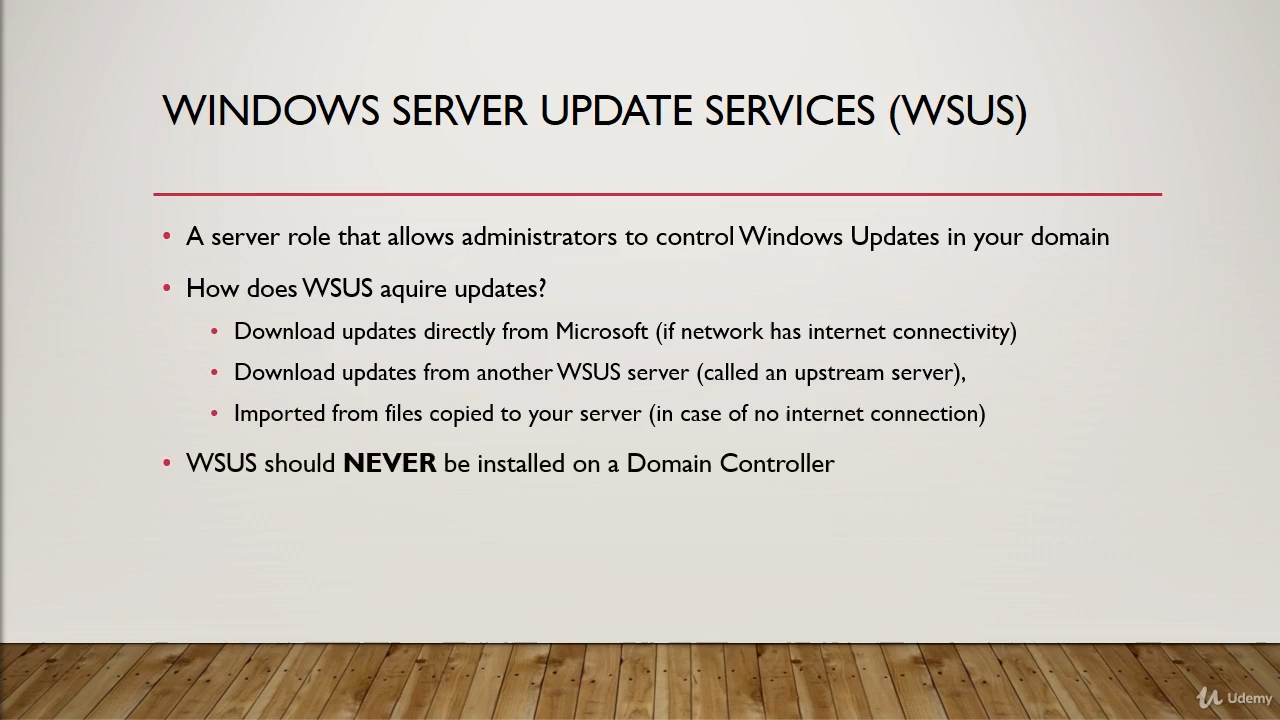 WINDOWS SERVER UPDATE SERVICES (WSUS)
• A server role that allows administrators to control Windows Updates in your domain
• How does WSUS aquire updates?
• Download updates directly from Microsoft (if network has internet connectivity)
• Download updates from another WSUS server (called an upstream server),
• Imported from files copied to your server (in case of no internet connection)
• WSUS should NEVER be installed on a Domain Controller
Udemy